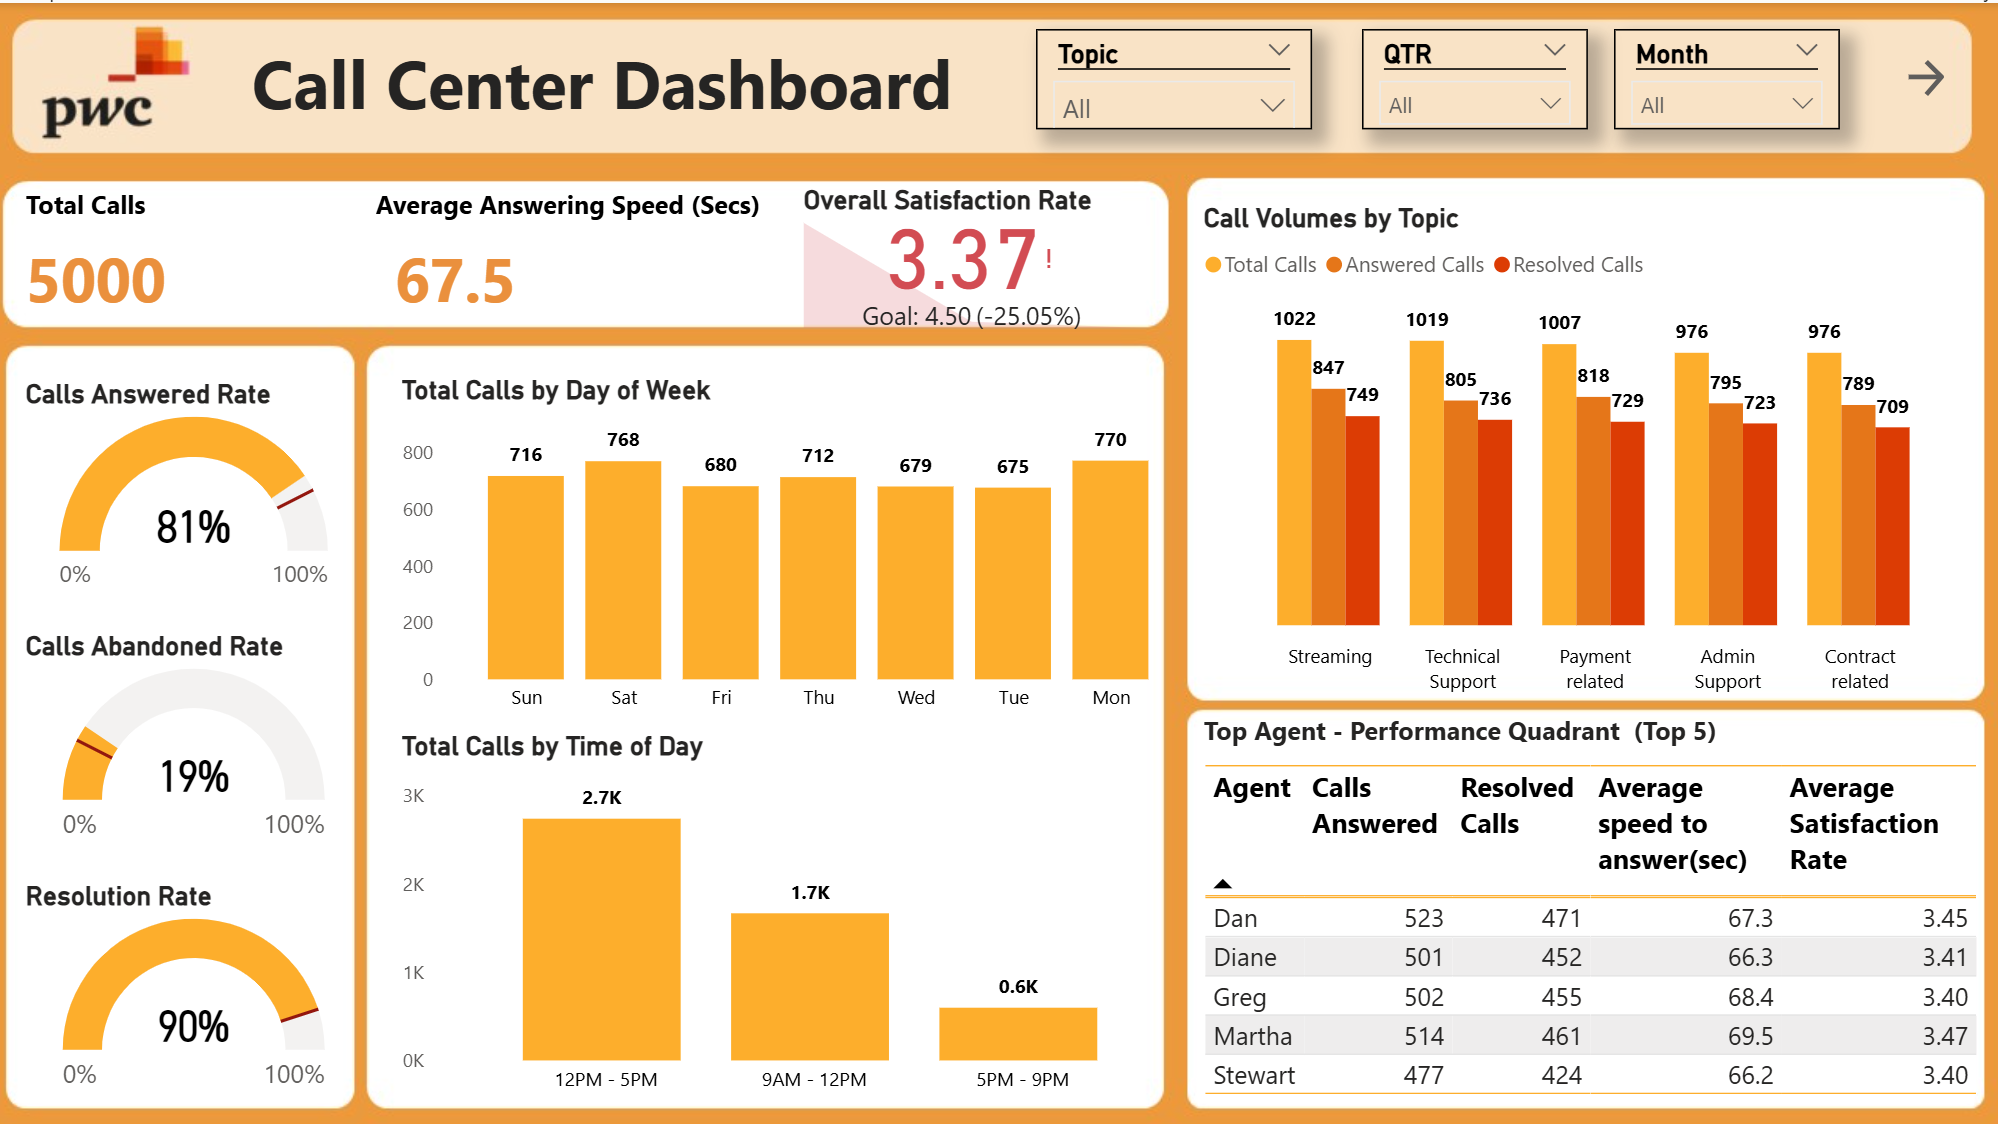 pwc
Call Center Dashboard
Topic
All
QTR
All
Month
All
Total Calls
5000
Average Answering Speed (Secs)
67.5
Overall Satisfaction Rate
3.37!
Goal: 4.50 (-25.05%)
Calls Answered Rate
81%
0% 100%
Calls Abandoned Rate
19%
0% 100%
Resolution Rate
90%
0% 100%
Total Calls by Day of Week
800
600
400
200
0
716 768 680 712 679 675 770
Sun Sat Fri Thu Wed Tue Mon
Total Calls by Time of Day
3K
2K
1K
0K
2.7K 1.7K 0.6K
12PM - 5PM 9AM - 12PM 5PM - 9PM
Call Volumes by Topic
Total Calls Answered Calls Resolved Calls
1022 847 749
1019 805 736
1007 818 729
976 795 723
976 789 709
Streaming Technical Payment Admin Contract
Support related Support related
Top Agent - Performance Quadrant (Top 5)
Agent Calls Resolved Average Average
Answered Calls speed to Satisfaction
answer(sec) Rate
Dan 523 471 67.3 3.45
Diane 501 452 66.3 3.41
Greg 502 455 68.4 3.40
Martha 514 461 69.5 3.47
Stewart 477 424 66.2 3.40